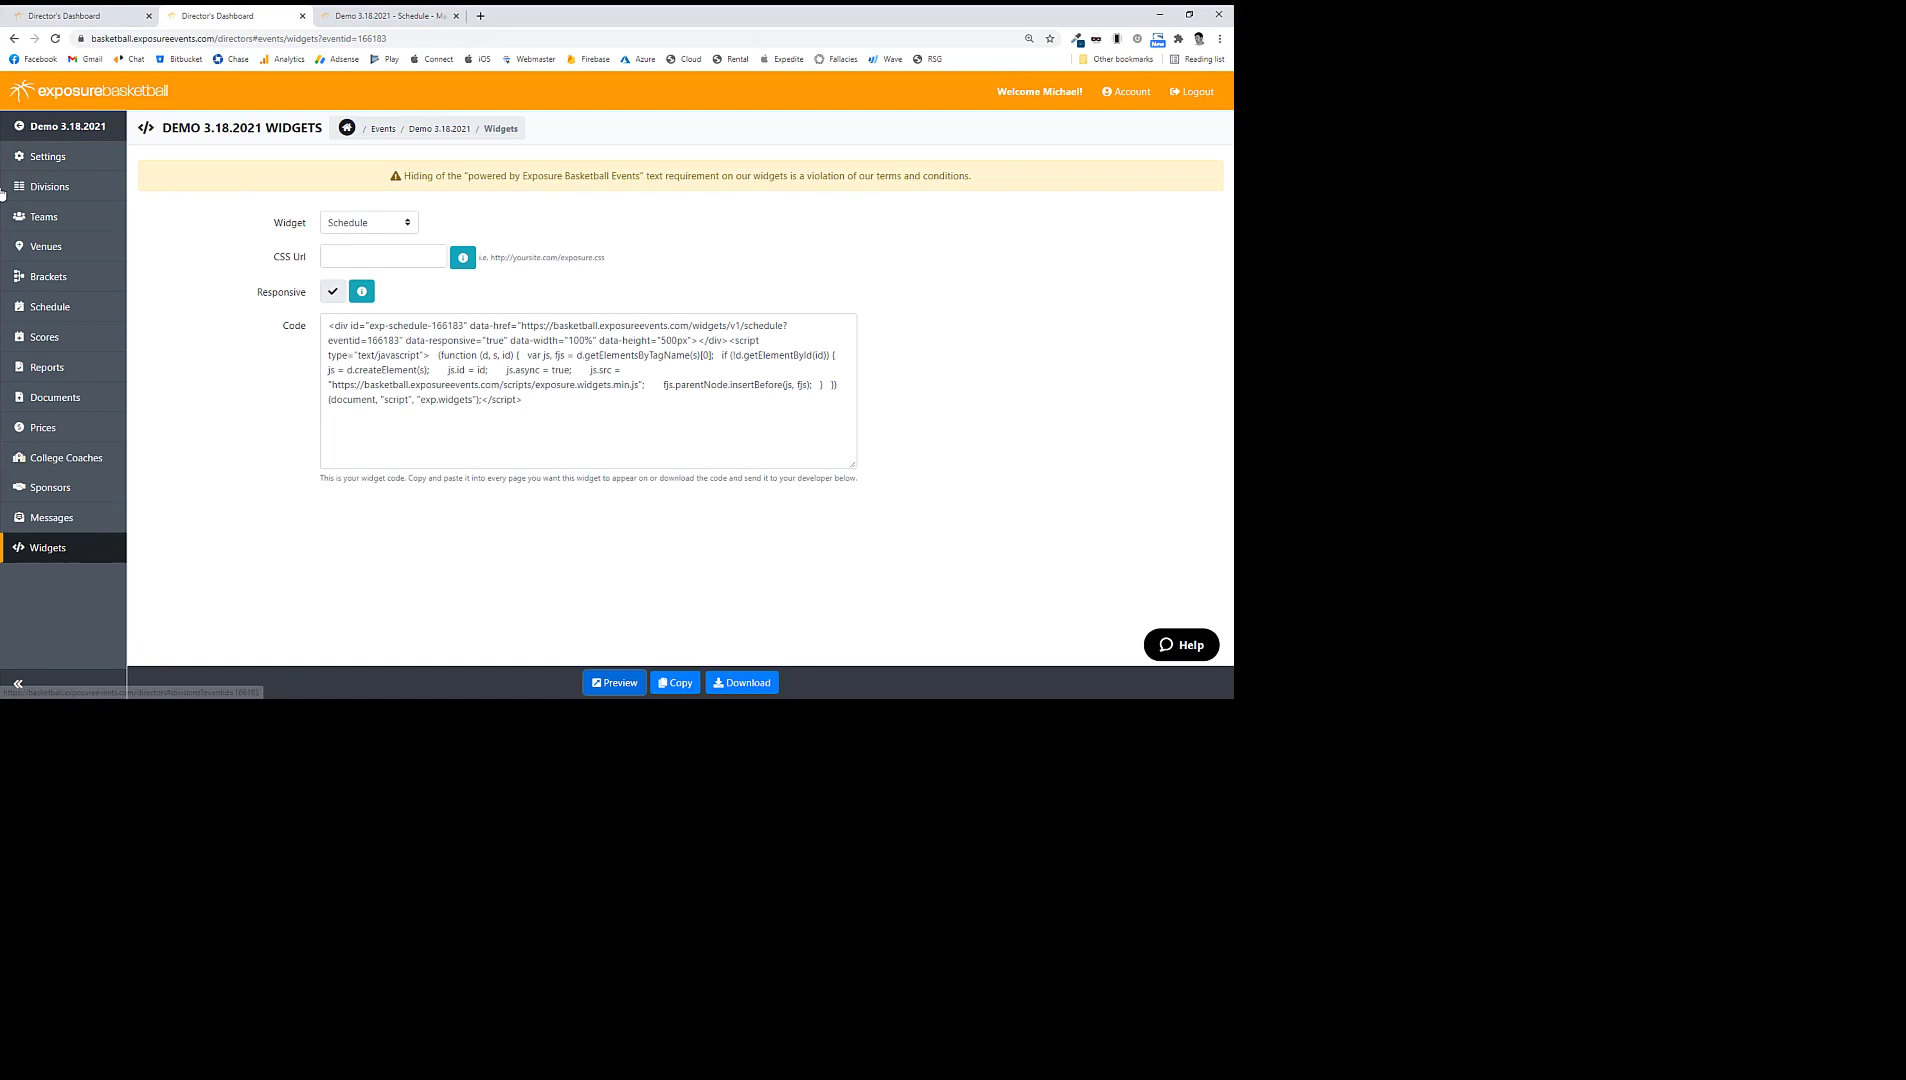 Director's Dashboard
Director's Dashboard
Demo 3.18.2021 - Schedule - Ma
basketball.exposureevents.com/directors#events/widgets?eventid=166183
Facebook Gmail Chat Bitbucket Chase Analytics Adsense Play Connect iOS Webmaster Firebase Azure Cloud Rental Expedite Fallacies Wave RSG Other bookmarks Reading list
New
exposurebasketball
Welcome Michael! Account Logout
Demo 3.18.2021
Settings
Divisions
Teams
Venues
Brackets
Schedule
Scores
Reports
Documents
Prices
College Coaches
Sponsors
Messages
Widgets
DEMO 3.18.2021 WIDGETS / Events / Demo 3.18.2021 / Widgets
Hiding of the "powered by Exposure Basketball Events" text requirement on our widgets is a violation of our terms and conditions.
Widget Schedule
CSS Url i.e. http://yoursite.com/exposure.css
Responsive
Code
<div id="exp-schedule-166183" data-href="https://basketball.exposureevents.com/widgets/v1/schedule?
eventid=166183" data-responsive="true" data-width="100%" data-height="500px"></div><script
type="text/javascript"> (function (d, s, id) { var js, fjs = d.getElementsByTagName(s)[0]; if (!d.getElementById(id)) {
js = d.createElement(s); js.id = id; js.async = true; js.src =
"https://basketball.exposureevents.com/scripts/exposure.widgets.min.js"; fjs.parentNode.insertBefore(js, fjs); } })
(document, "script", "exp.widgets");</script>
This is your widget code. Copy and paste it into every page you want this widget to appear on or download the code and send it to your developer below.
Help
Preview Copy Download
https://basketball.exposureevents.com/directors#divisions?eventid=166183